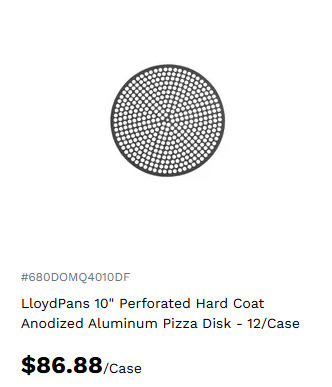 #680DOMQ4010DF
LloydPans 10" Perforated Hard Coat
Anodized Aluminum Pizza Disk - 12/Case
$86.88/Case